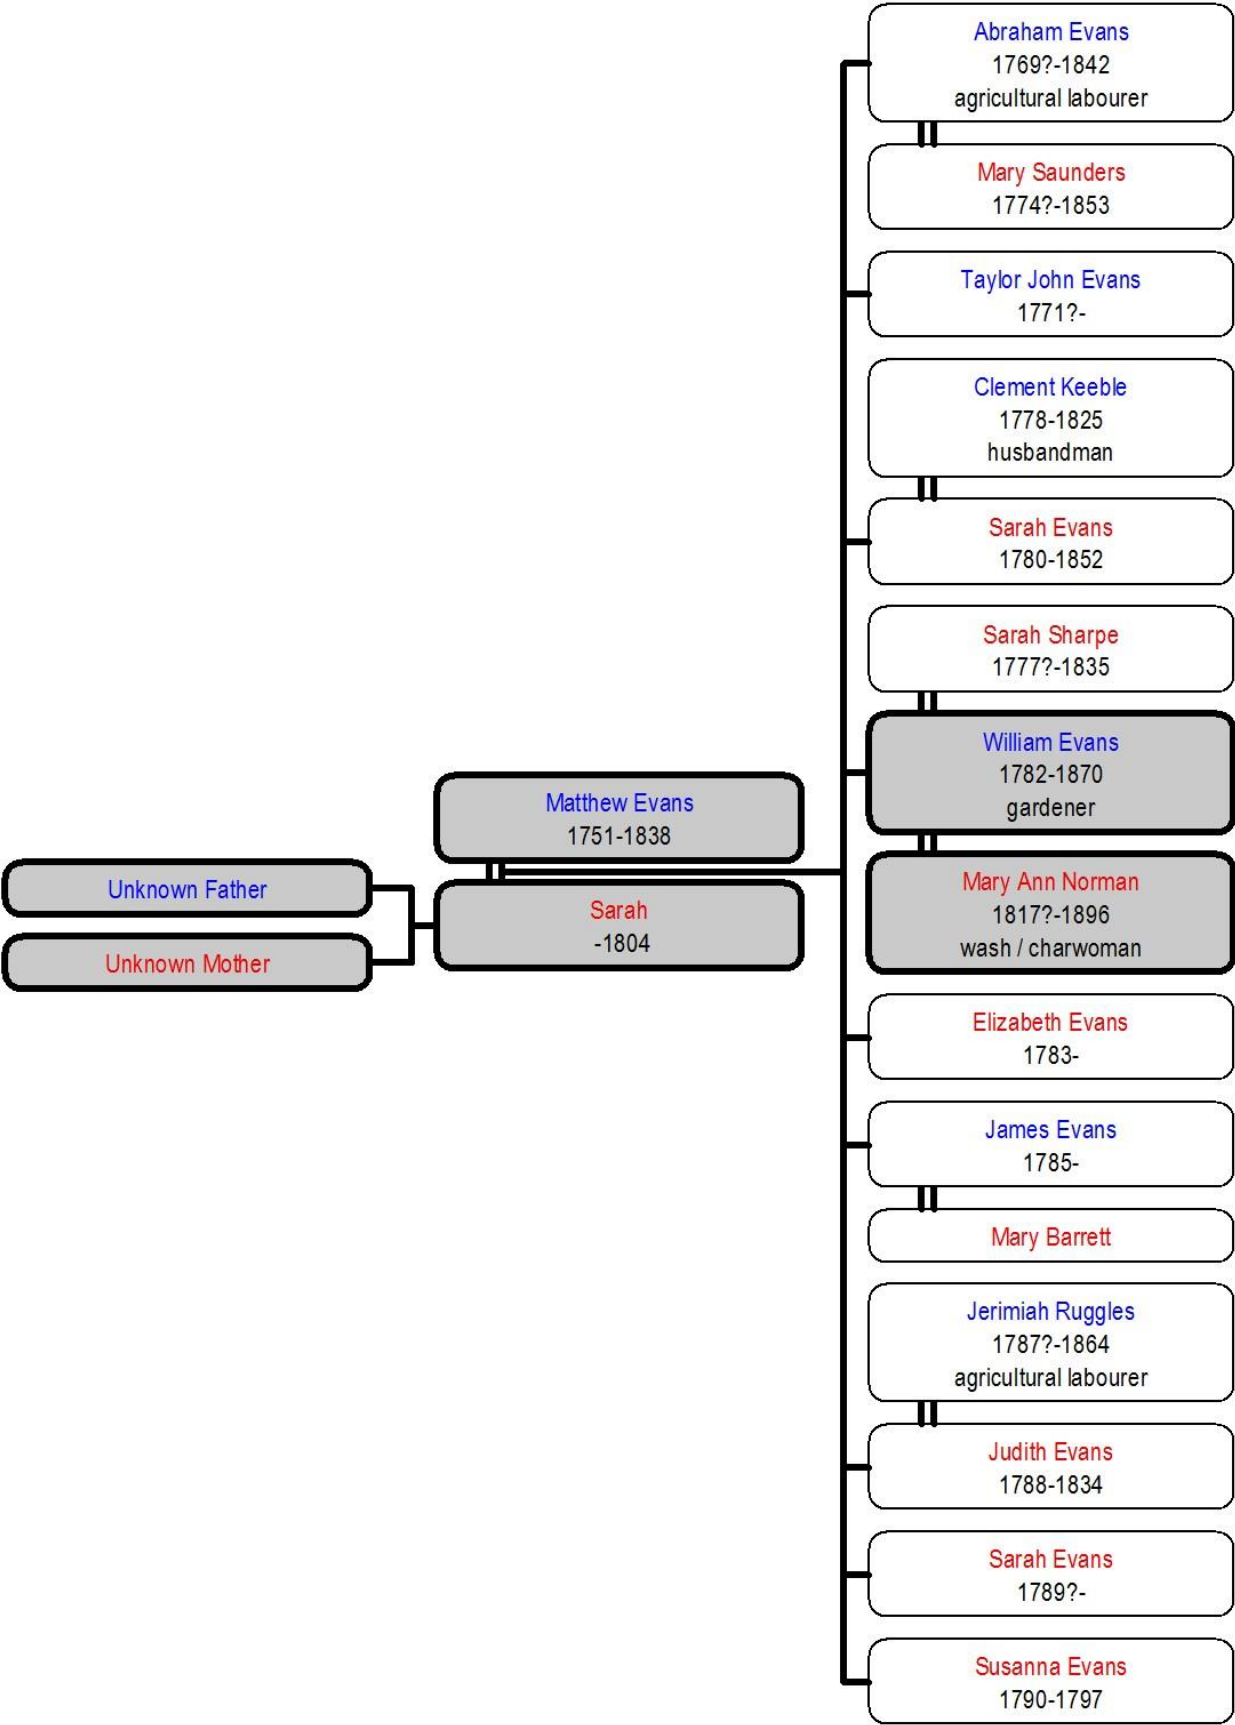 Unknown Father
Unknown Mother
Matthew Evans
1751-1838
Sarah
-1804
Abraham Evans
1769?-1842
agricultural labourer
Mary Saunders
1774?-1853
Taylor John Evans
1771?-
Clement Keeble
1778-1825
husbandman
Sarah Evans
1780-1852
Sarah Sharpe
1777?-1835
William Evans
1782-1870
gardener
Mary Ann Norman
1817?-1896
wash / charwoman
Elizabeth Evans
1783-
James Evans
1785-
Mary Barrett
Jerimiah Ruggles
1787?-1864
agricultural labourer
Judith Evans
1788-1834
Sarah Evans
1789?-
Susanna Evans
1790-1797